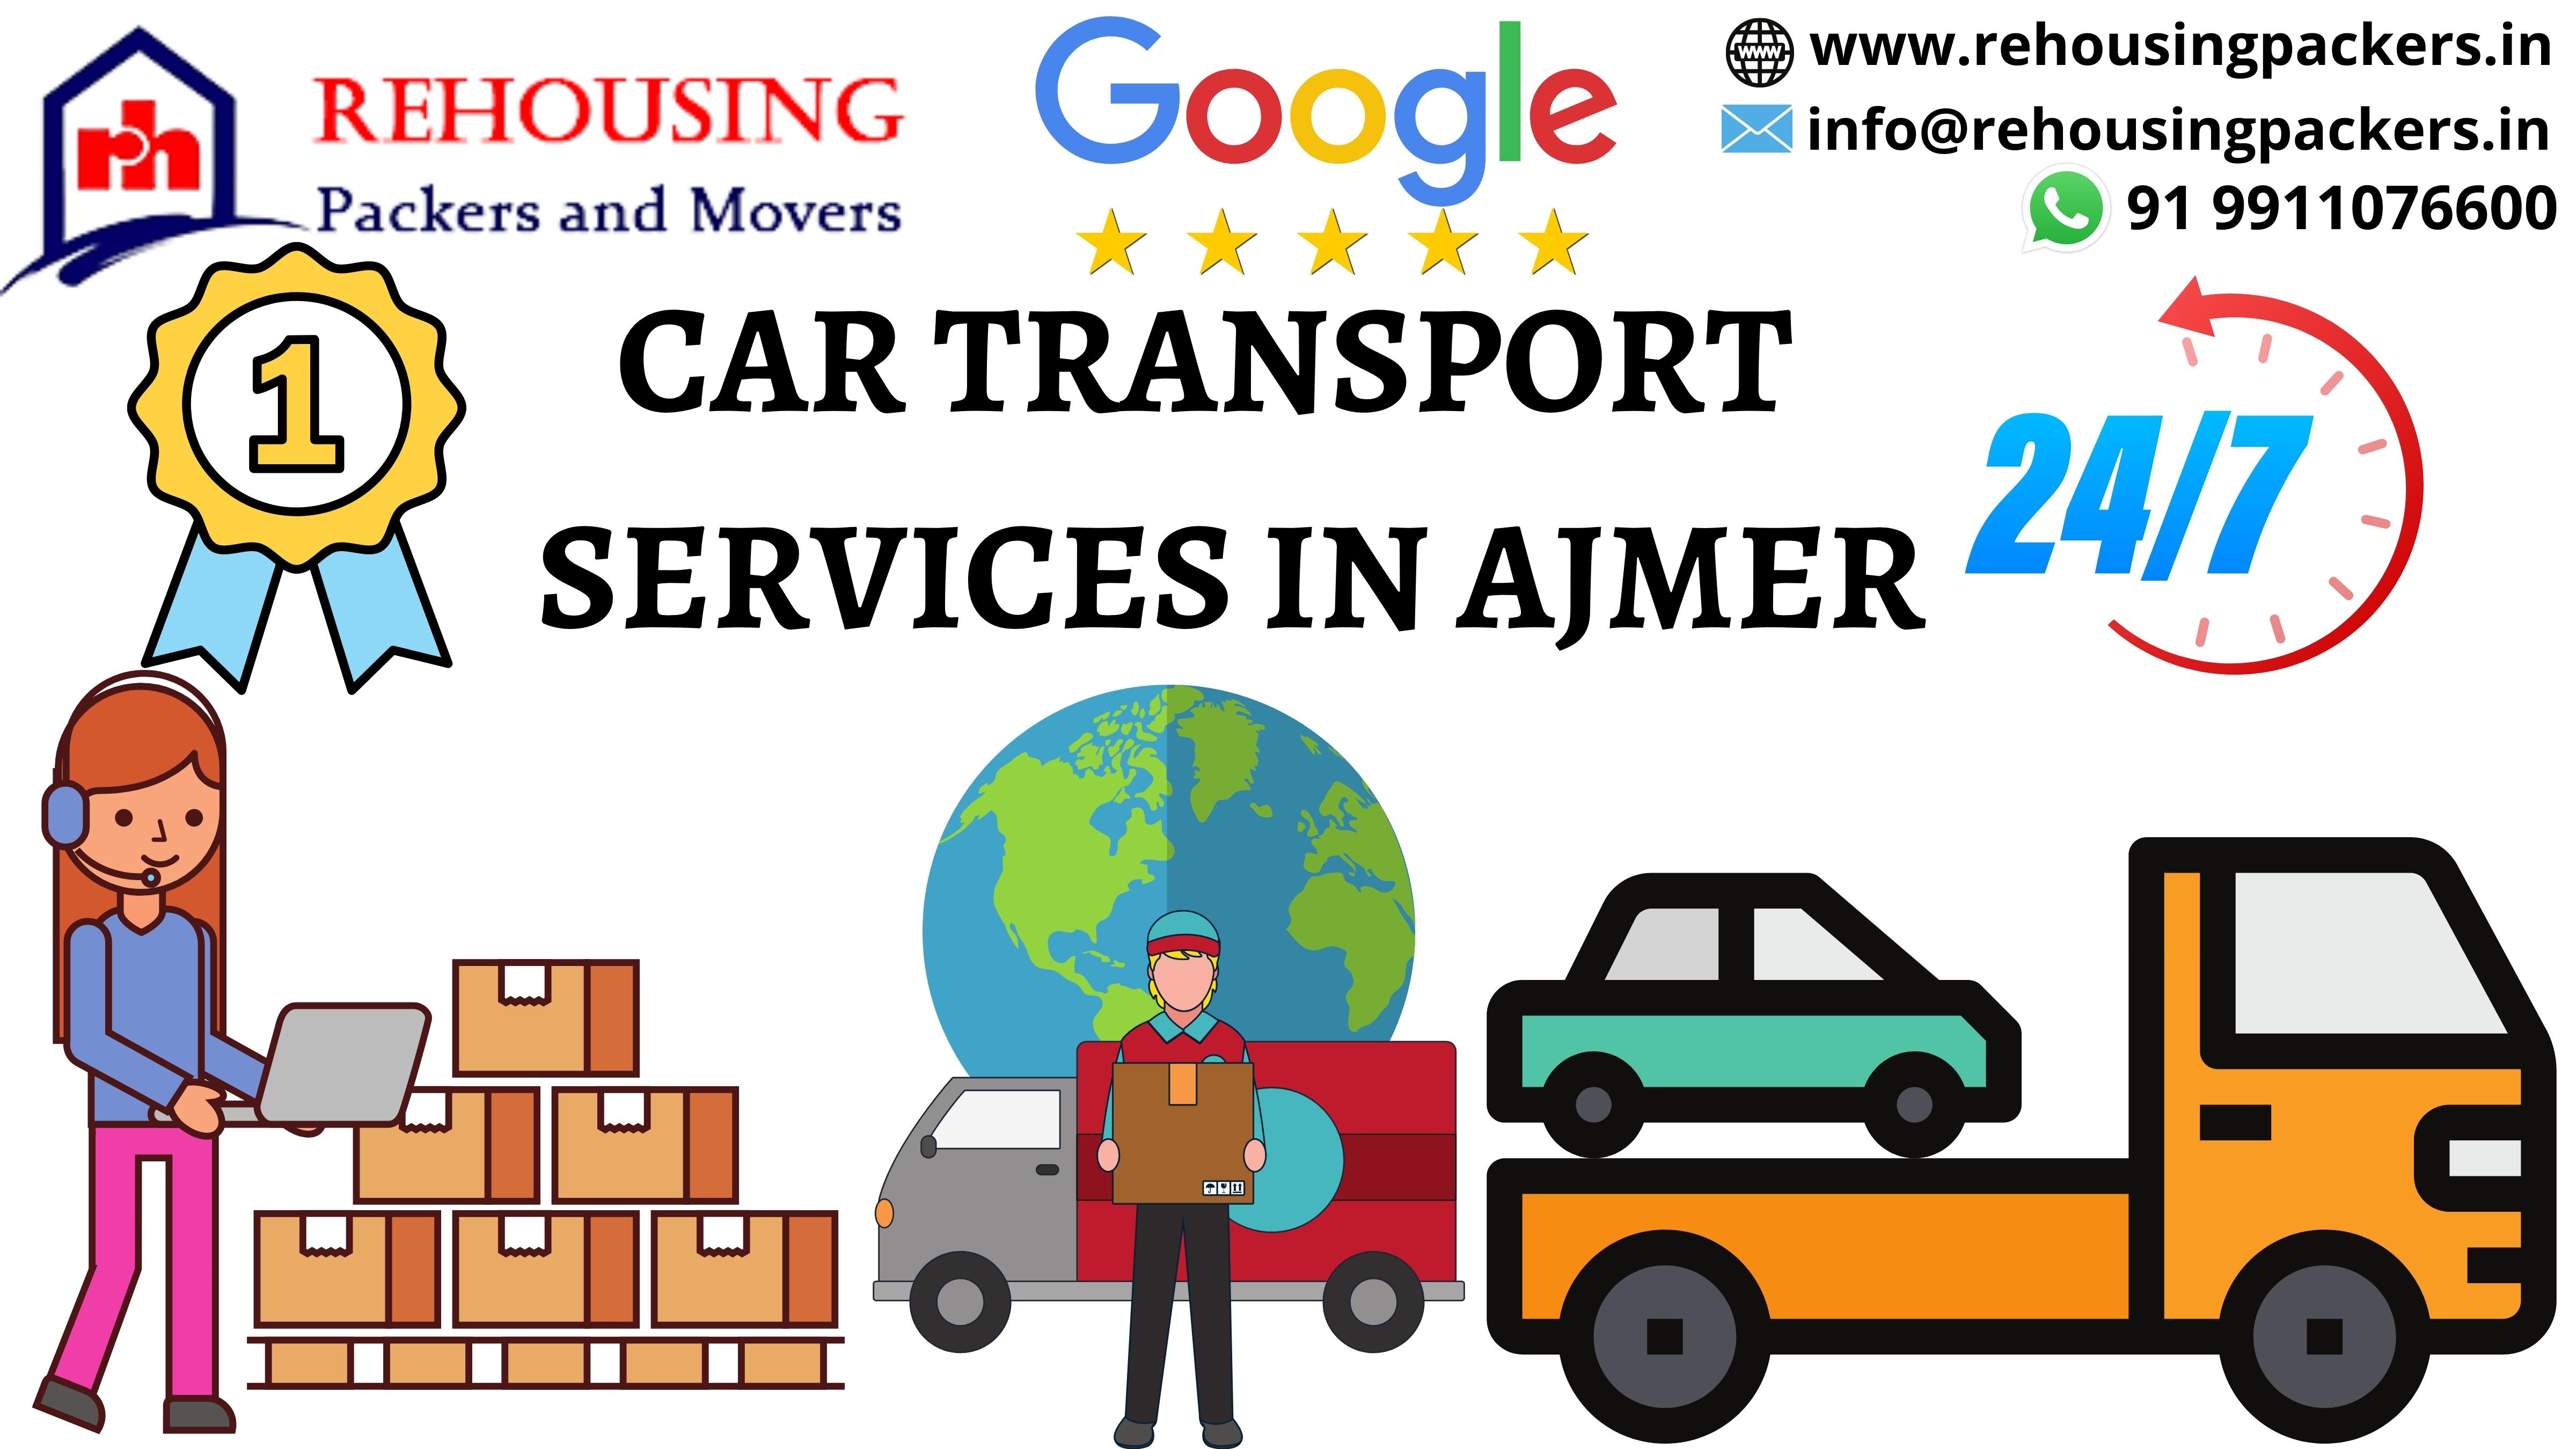 rh
REHOUSING
Packers and Movers
Google
www
www.rehousingpackers.in
info@rehousingpackers.in
91 9911076600
1
CAR TRANSPORT
SERVICES IN AJMER
24/7